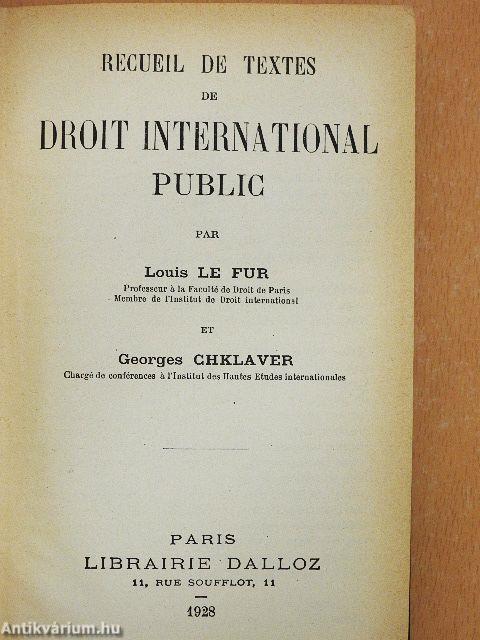 RECUEIL DE TEXTES
DE
DROIT INTERNATIONAL
PUBLIC
PAR
Louis LE FUR
Professeur à la Faculté de Droit de Paris
Membre de l'Institut de Droit international
ET
Georges CHKLAVER
Chargé de conférences à l'Institut des Hautes Etudes internationales
PARIS
LIBRAIRIE DALLOZ
11, RUE SOUFFLOT, 11
1928
Antikvárium.hu